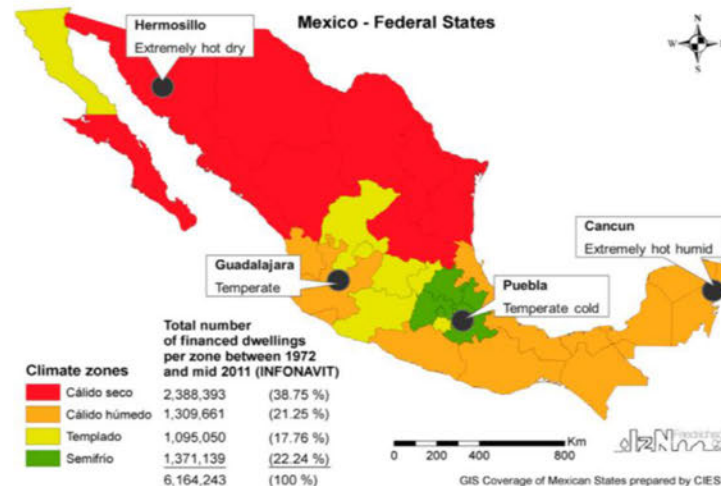 Mexico - Federal States
N
W E
S
Hermosillo
Extremely hot dry
Cancun
Extremely hot humid
Guadalajara
Temperate
Puebla
Temperate cold
Total number
of financed dwellings
per zone between 1972
and mid 2011 (INFONAVIT)
Climate zones
Cálido seco 2,388,393 (38.75 %)
Cálido húmedo 1,309,661 (21.25 %)
Templado 1,095,050 (17.76 %)
Semifrio 1,371,139 (22.24 %)
6,164,243 (100 %)
Km
0 200 400 800
GIS Coverage of Mexican States prepared by CIES